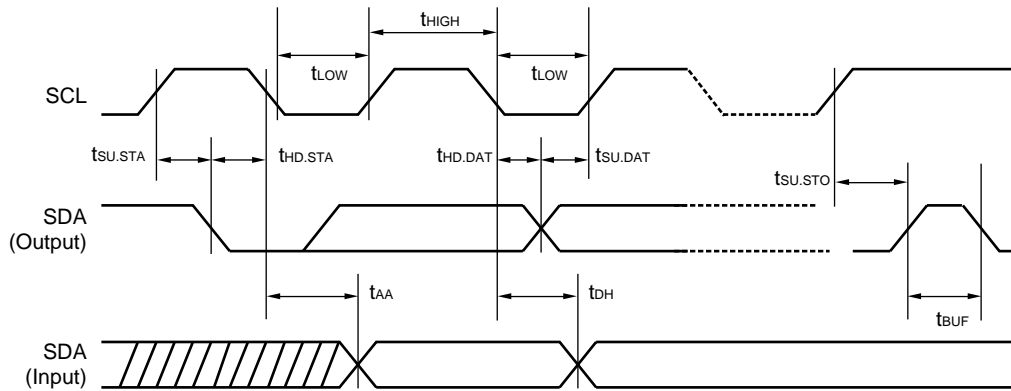 tHIGH
tLOW
tLOW
SCL
tSU.STA
tHD.STA
tHD.DAT
tSU.DAT
tSU.STO
SDA
(Output)
tAA
tDH
tBUF
SDA
(Input)